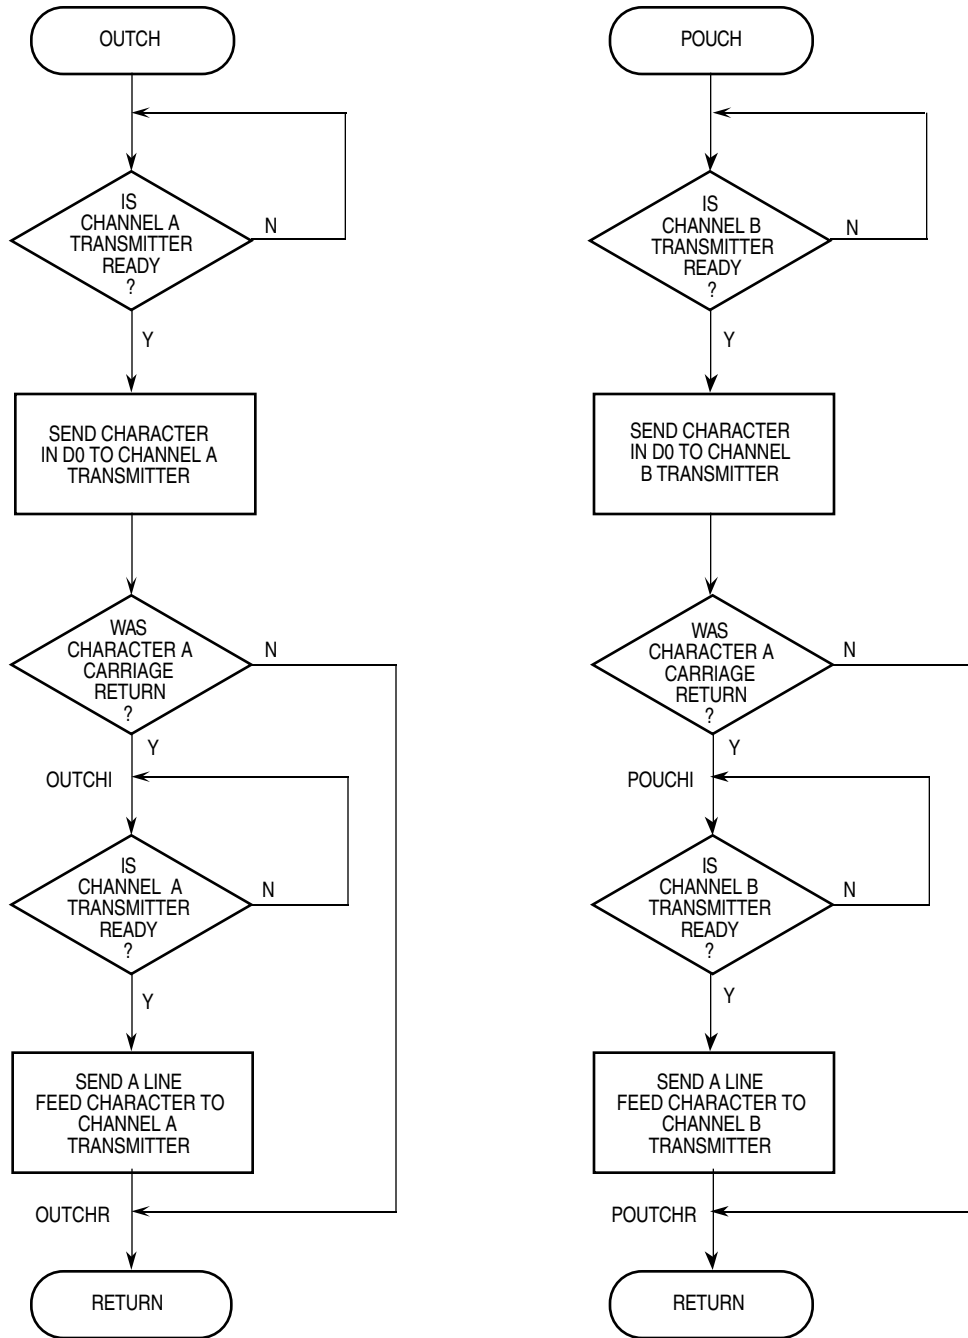 OUTCH
IS
CHANNEL A
TRANSMITTER
READY
?
N
Y
SEND CHARACTER
IN D0 TO CHANNEL A
TRANSMITTER
WAS
CHARACTER A
CARRIAGE
RETURN
?
N
Y
OUTCHI
IS
CHANNEL A
TRANSMITTER
READY
?
N
Y
SEND A LINE
FEED CHARACTER TO
CHANNEL A
TRANSMITTER
OUTCHR
RETURN
POUCH
IS
CHANNEL B
TRANSMITTER
READY
?
N
Y
SEND CHARACTER
IN D0 TO CHANNEL
B TRANSMITTER
WAS
CHARACTER A
CARRIAGE
RETURN
?
N
Y
POUCHI
IS
CHANNEL B
TRANSMITTER
READY
?
N
Y
SEND A LINE
FEED CHARACTER TO
CHANNEL B
TRANSMITTER
POUTCHR
RETURN